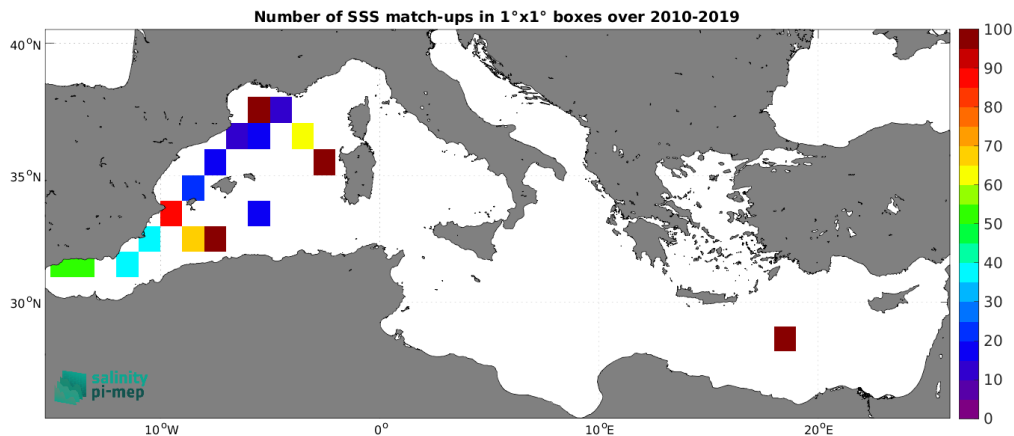 Number of SSS match-ups in 1°x1° boxes over 2010-2019
40°N
35°N
30°N
10°W
0°
10°E
20°E
100
90
80
70
60
50
40
30
20
10
0
salinity
pi-mep